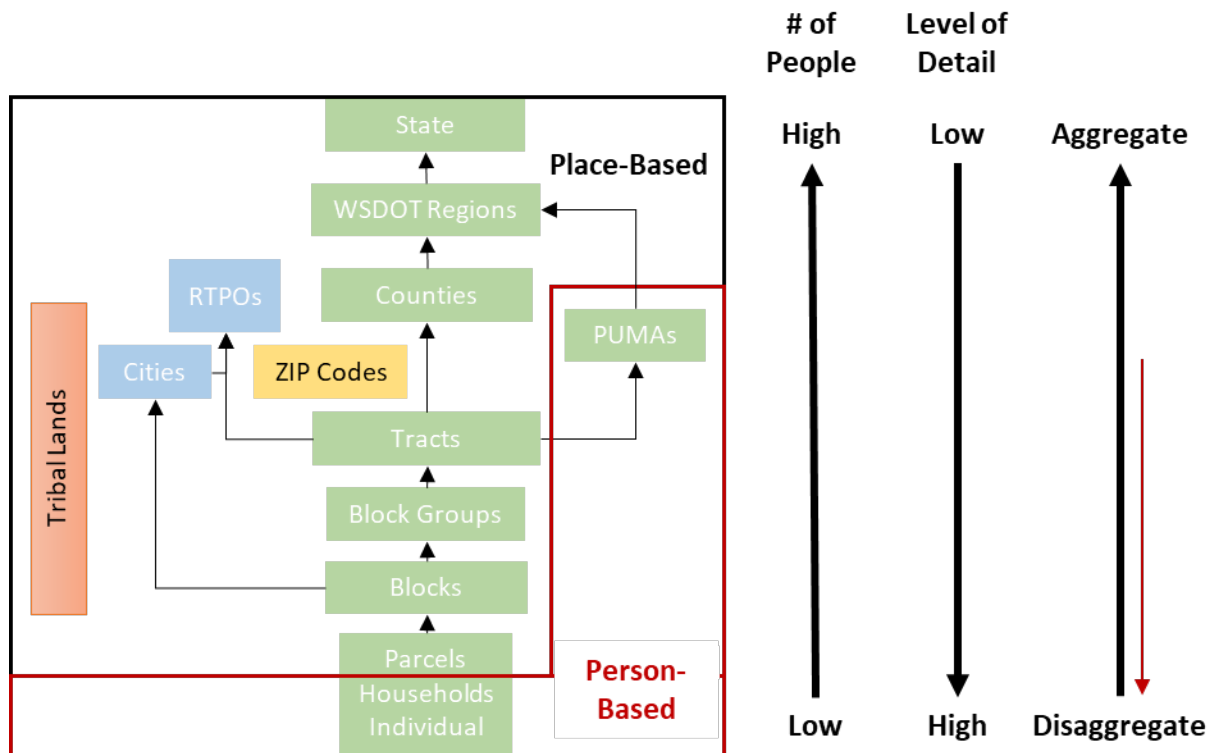 # of
People
Level of
Detail
High
Low
Aggregate
State
Place-Based
WSDOT Regions
RTPOs
Counties
PUMAs
Cities
ZIP Codes
Tribal Lands
Tracts
Block Groups
Blocks
Parcels
Households
Individual
Person-
Based
Low
High
Disaggregate